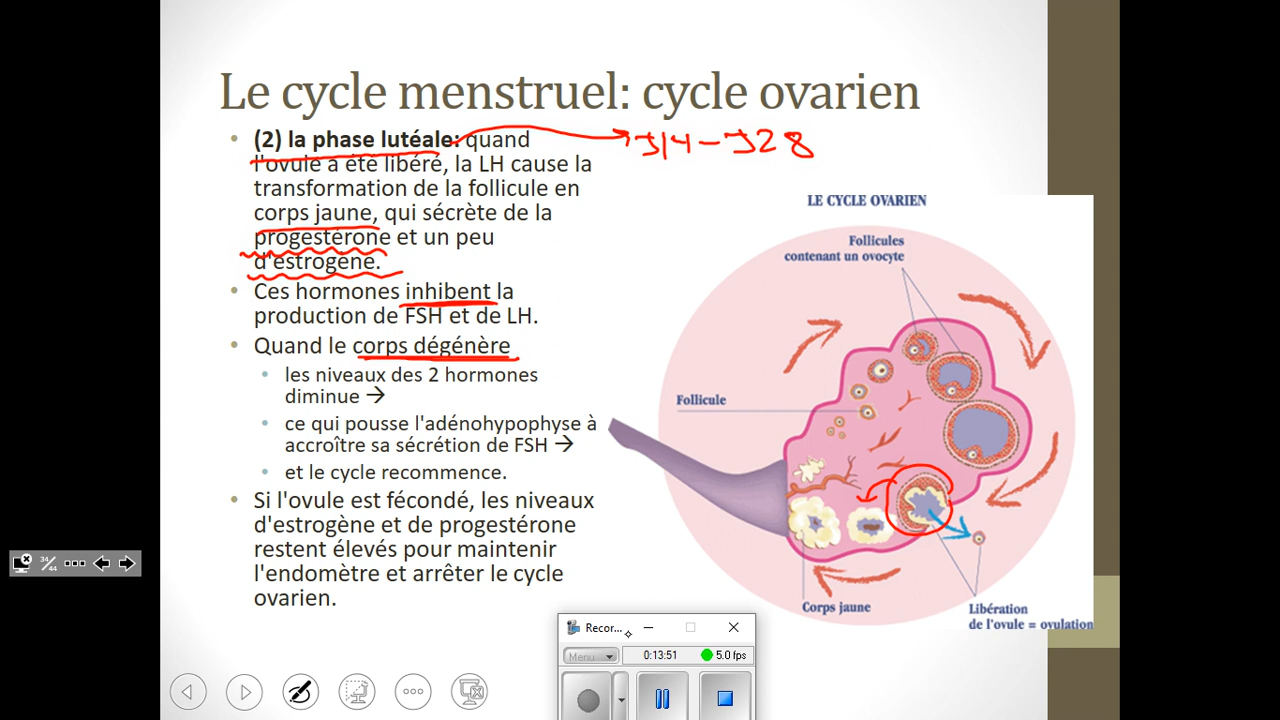 Le cycle menstruel: cycle ovarien
• (2) la phase lutéale: quand
l'ovule a été libéré, la LH cause la
transformation de la follicule en
corps jaune, qui sécrète de la
progestérone et un peu
d'estrogène.
• Ces hormones inhibent la
production de FSH et de LH.
• Quand le corps dégénère
• les niveaux des 2 hormones
diminue →
• ce qui pousse l'adénohypophyse à
accroître sa sécrétion de FSH →
• et le cycle recommence.
• Si l'ovule est fécondé, les niveaux
d'estrogène et de progestérone
restent élevés pour maintenir
l'endomètre et arrêter le cycle
ovarien.
J14 - J28
LE CYCLE OVARIEN
Follicules
contenant un ovocyte
Follicule
Corps jaune
Libération
de l'ovule = ovulation
34/44
Recor...
Menu
0:13:51
5.0 fps